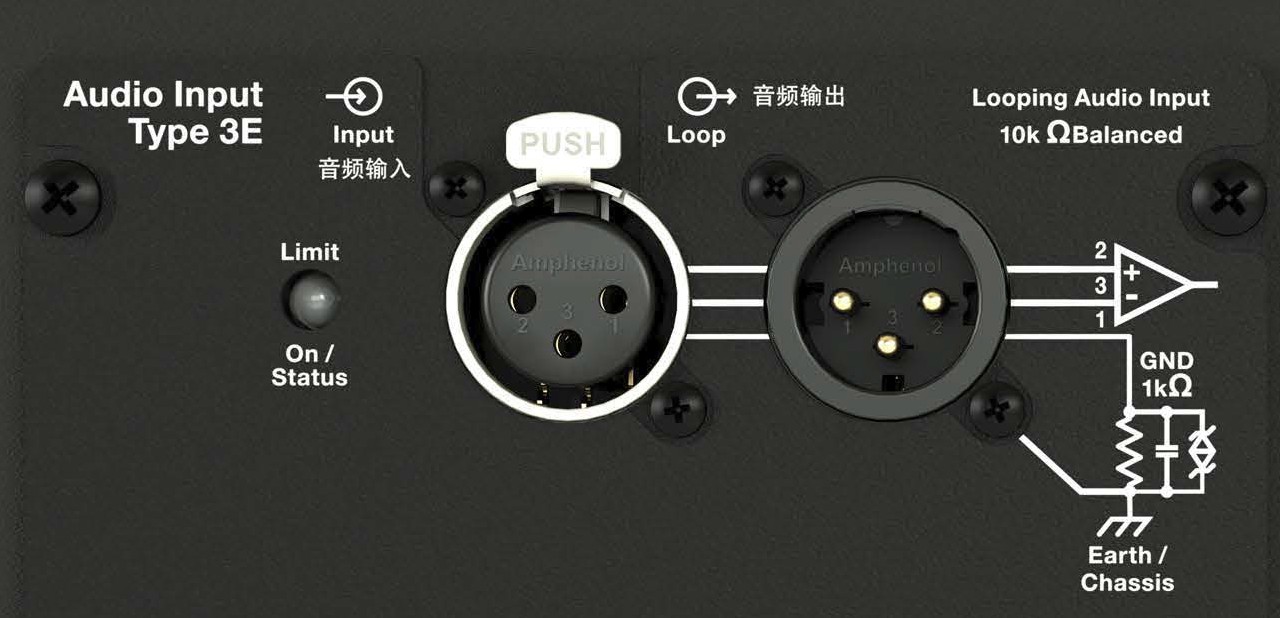 Audio Input
Type 3E
Input
音频输入
PUSH
Loop
音频输出
Looping Audio Input
10k ΩBalanced
Limit
On /
Status
Amphenol
2 3 1
Amphenol
1 3 2
2
+
3
-
1
GND
1kΩ
Earth /
Chassis